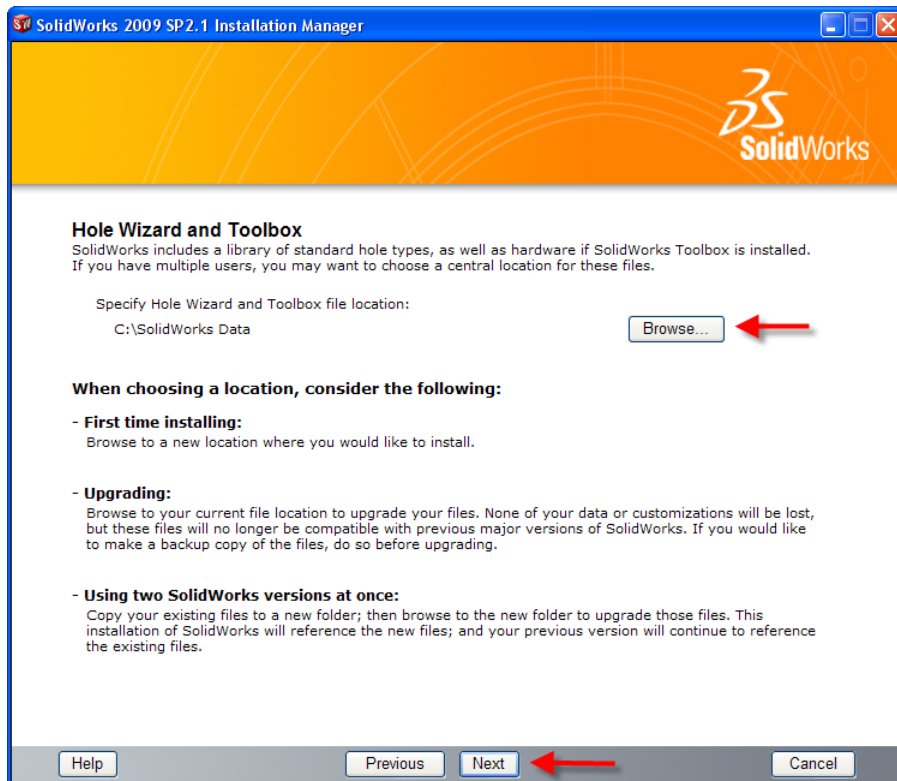 SolidWorks 2009 SP2.1 Installation Manager
SolidWorks
Hole Wizard and Toolbox
SolidWorks includes a library of standard hole types, as well as hardware if SolidWorks Toolbox is installed.
If you have multiple users, you may want to choose a central location for these files.
Specify Hole Wizard and Toolbox file location:
C:\SolidWorks Data
Browse...
When choosing a location, consider the following:
- First time installing:
Browse to a new location where you would like to install.
- Upgrading:
Browse to your current file location to upgrade your files. None of your data or customizations will be lost,
but these files will no longer be compatible with previous major versions of SolidWorks. If you would like
to make a backup copy of the files, do so before upgrading.
- Using two SolidWorks versions at once:
Copy your existing files to a new folder; then browse to the new folder to upgrade those files. This
installation of SolidWorks will reference the new files; and your previous version will continue to reference
the existing files.
Help
Previous
Next
Cancel